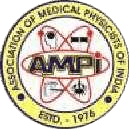 ASSOCIATION OF MEDICAL PHYSICISTS OF INDIA
AMPI
ESTD, - 1976